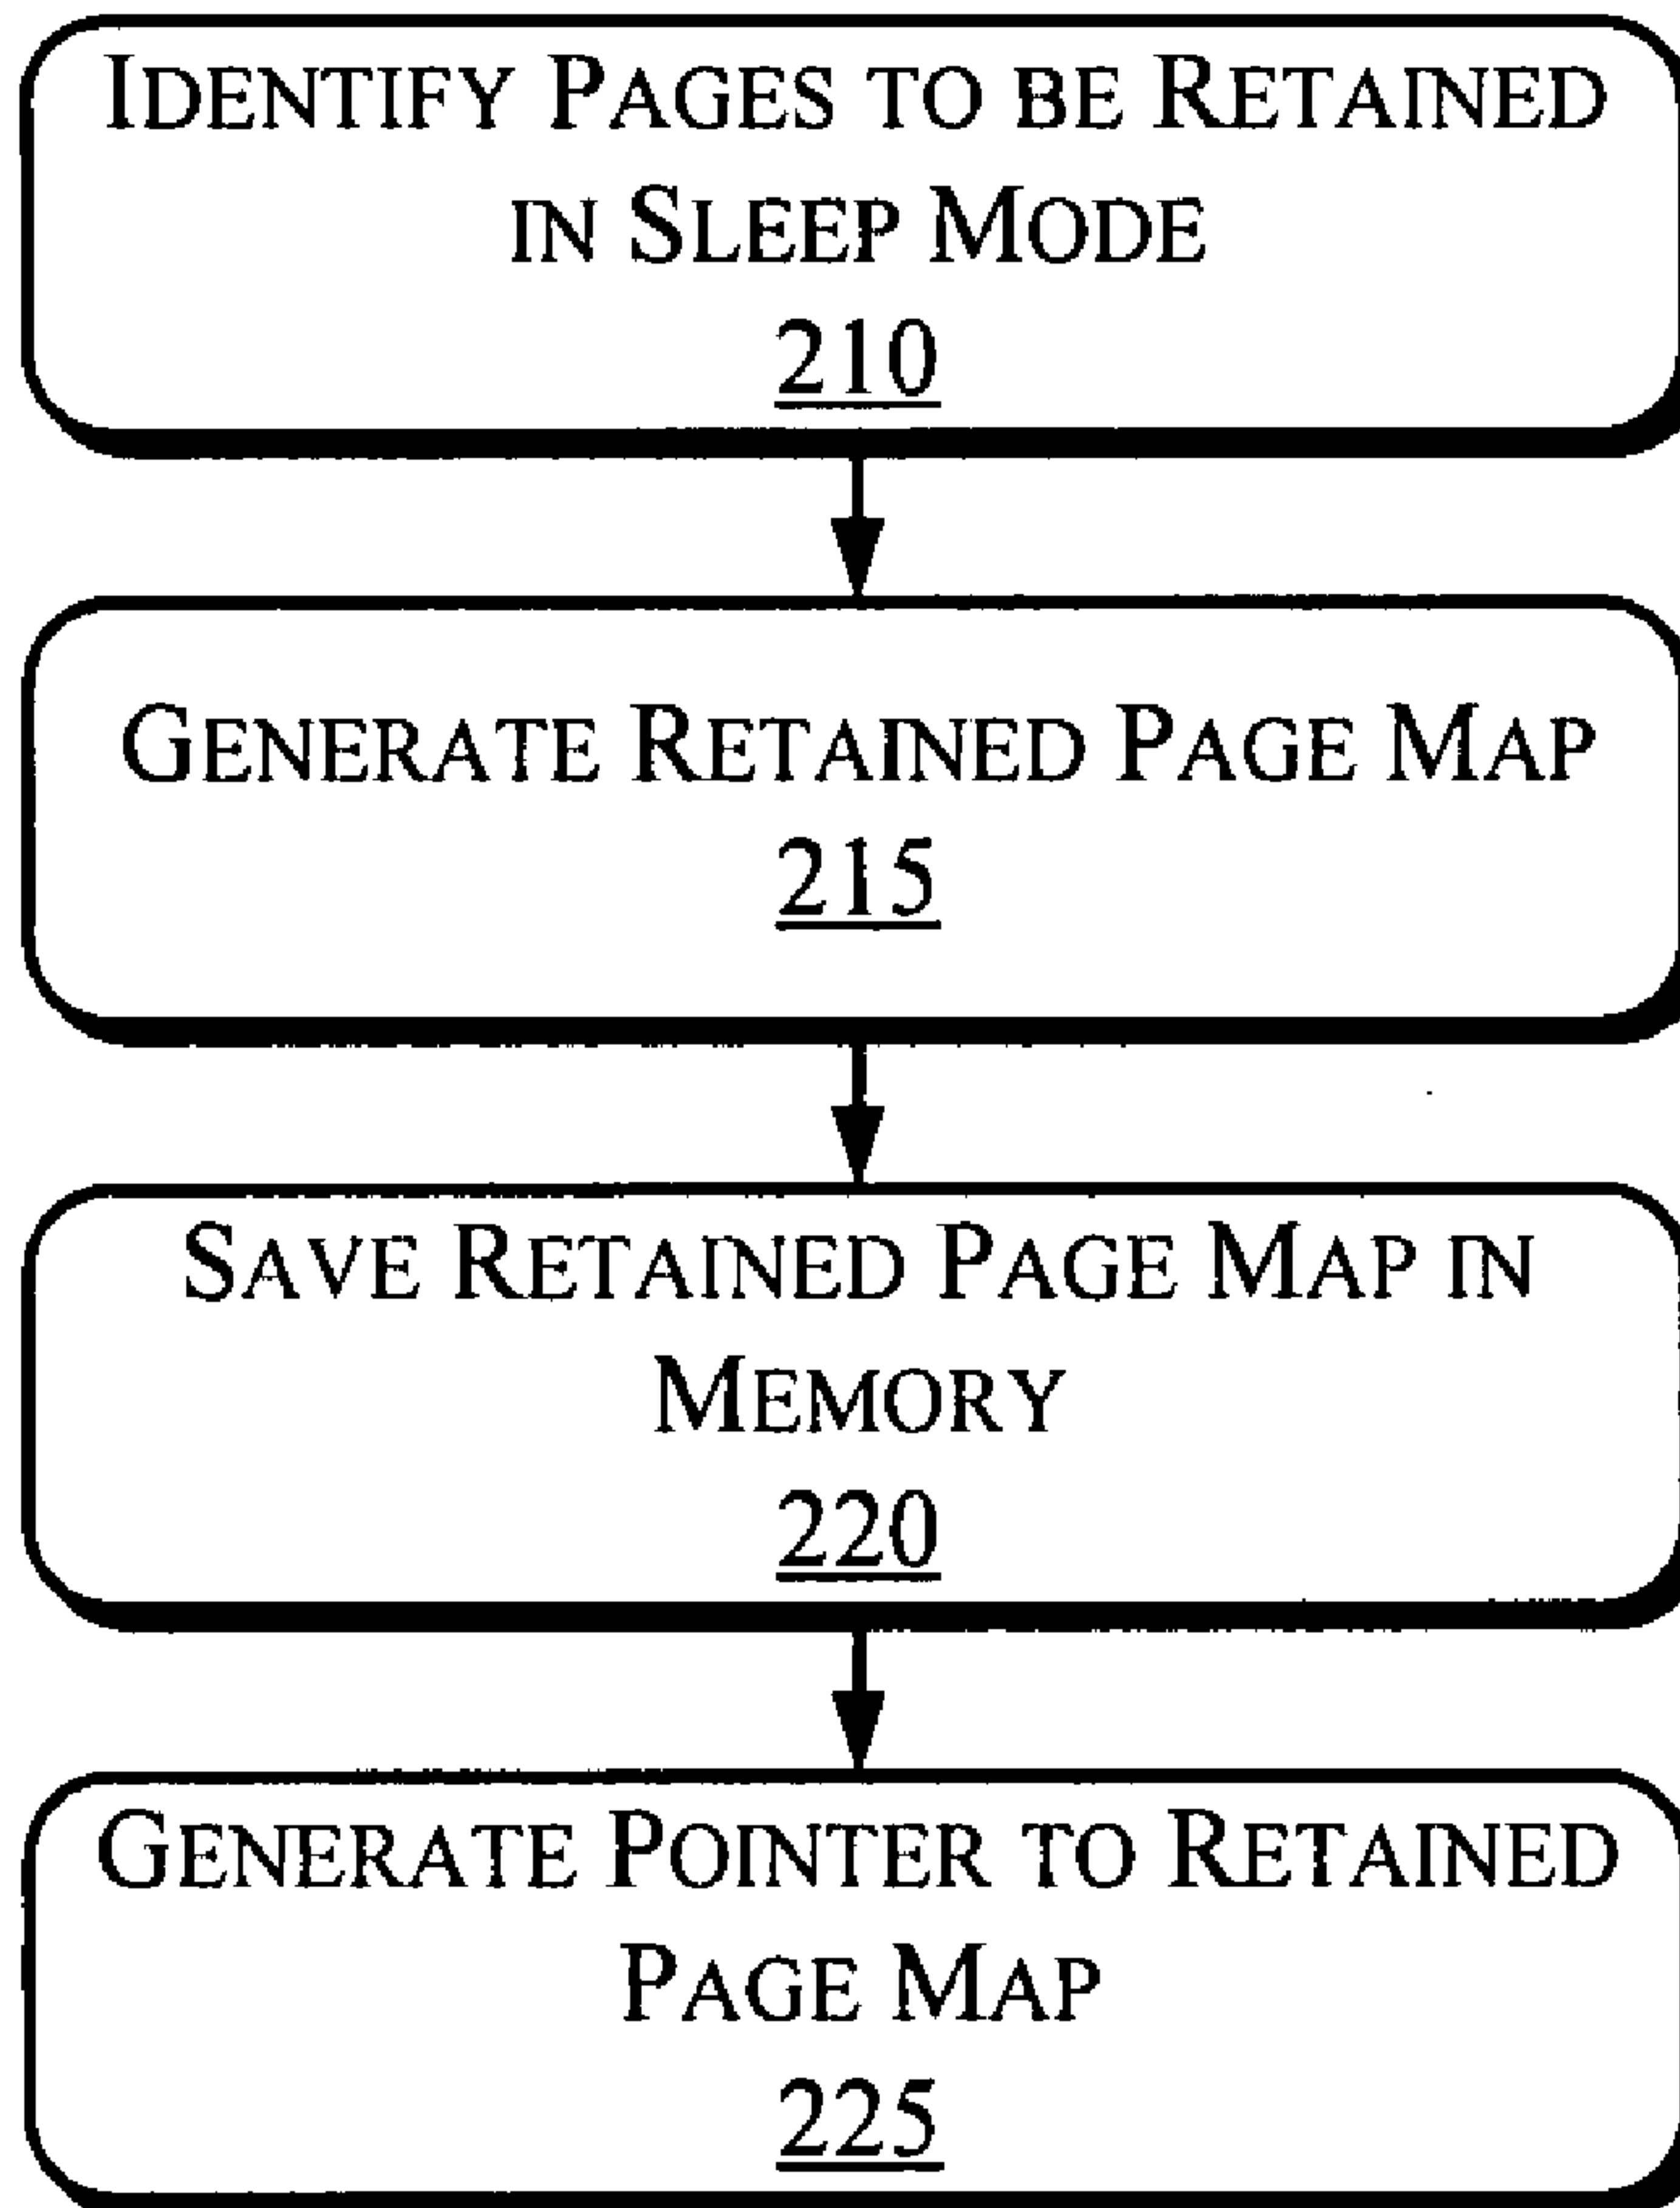 IDENTIFY PAGES TO BE RETAINED
IN SLEEP MODE
210
GENERATE RETAINED PAGE MAP
215
SAVE RETAINED PAGE MAP IN
MEMORY
220
GENERATE POINTER TO RETAINED
PAGE MAP
225